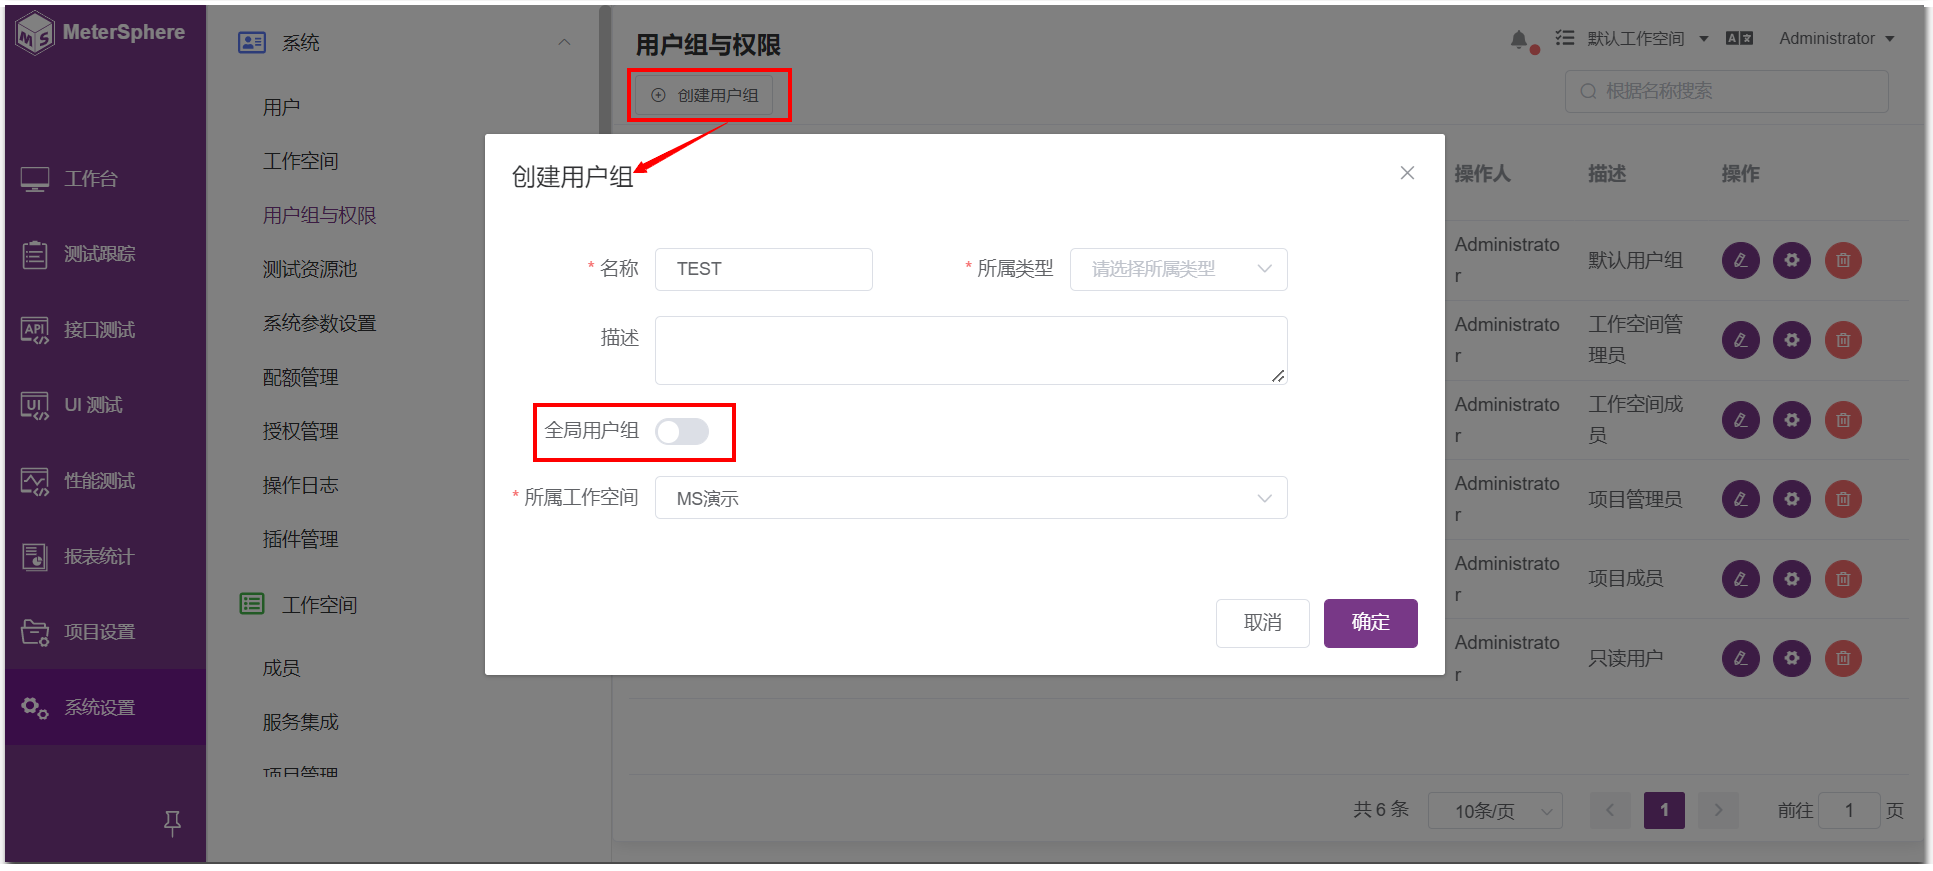 MeterSphere
工作台
测试跟踪
接口测试
UI 测试
性能测试
报表统计
项目设置
系统设置
系统
用户
工作空间
用户组与权限
测试资源池
系统参数设置
配额管理
授权管理
操作日志
插件管理
工作空间
成员
服务集成
项目管理
用户组与权限
默认工作空间
Administrator
创建用户组
根据名称搜索
创建用户组
* 名称
TEST
* 所属类型
请选择所属类型
描述
全局用户组
* 所属工作空间
MS演示
取消
确定
操作人 描述 操作
Administrato
r
默认用户组
Administrato
r
工作空间管
理员
Administrato
r
工作空间成
员
Administrato
r
项目管理员
Administrato
r
项目成员
Administrato
r
只读用户
共 6 条
10条/页
1
前往 1 页